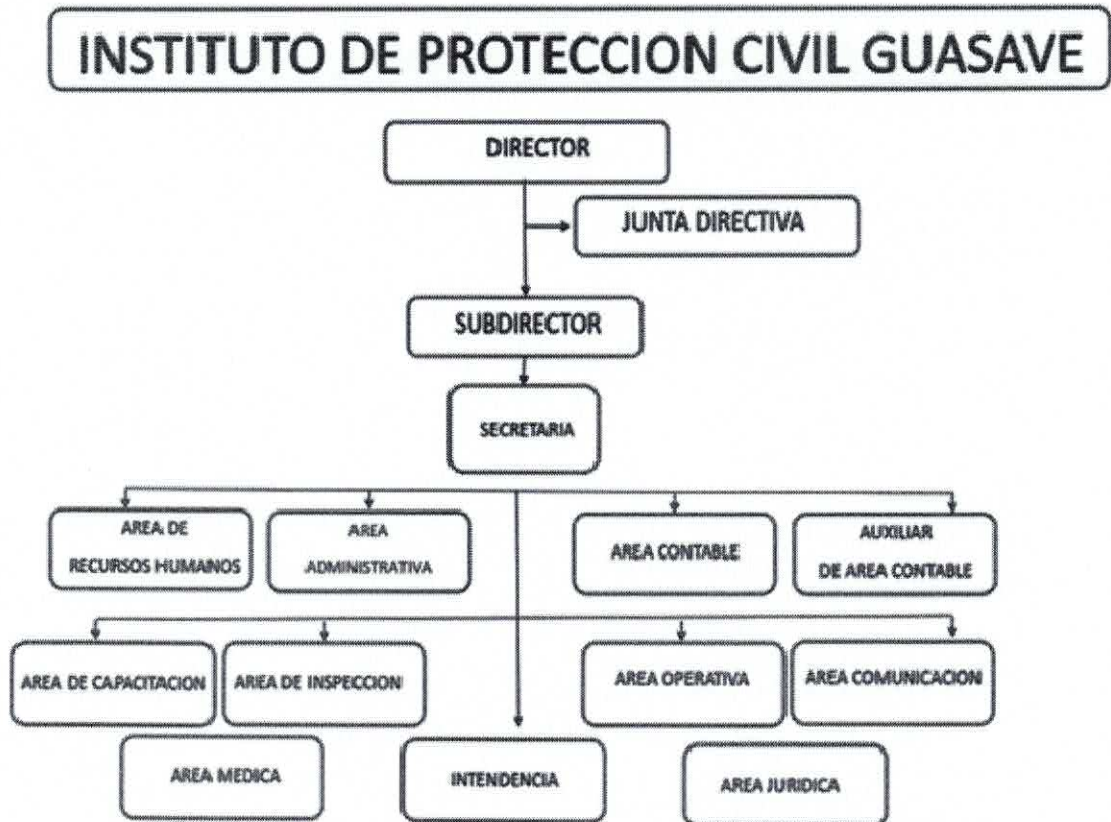 INSTITUTO DE PROTECCION CIVIL GUASAVE
DIRECTOR
JUNTA DIRECTIVA
SUBDIRECTOR
SECRETARIA
AREA DE
RECURSOS HUMANOS
AREA
ADMINISTRATIVA
AREA CONTABLE
AUXILIAR
DE AREA CONTABLE
AREA DE CAPACITACION
AREA DE INSPECCION
AREA OPERATIVA
AREA COMUNICACION
AREA MEDICA
INTENDENCIA
AREA JURIDICA